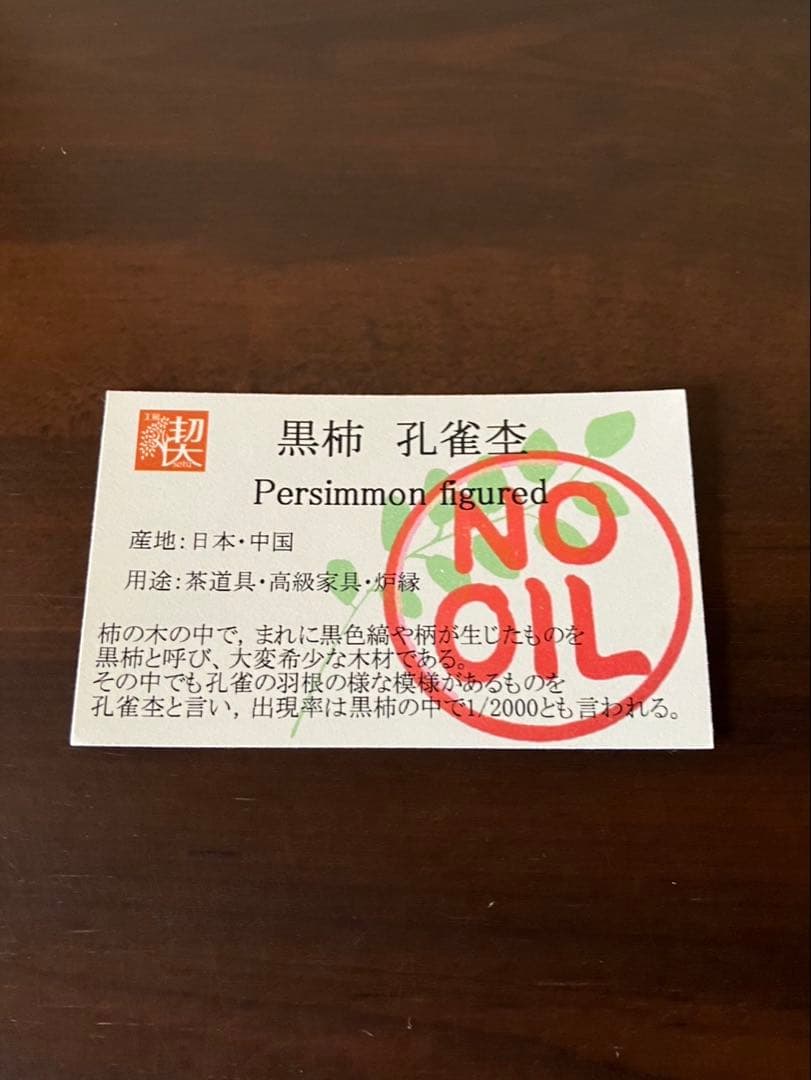 工房
契
setu
黒柿 孔雀杢
Persimmon figured
産地：日本・中国
用途：茶道具・高級家具・炉縁
柿の木の中で，まれに黒色縞や柄が生じたものを
黒柿と呼び、大変希少な木材である。
その中でも孔雀の羽根の様な模様があるものを
孔雀杢と言い，出現率は黒柿の中で1/2000とも言われる。
NO
OIL